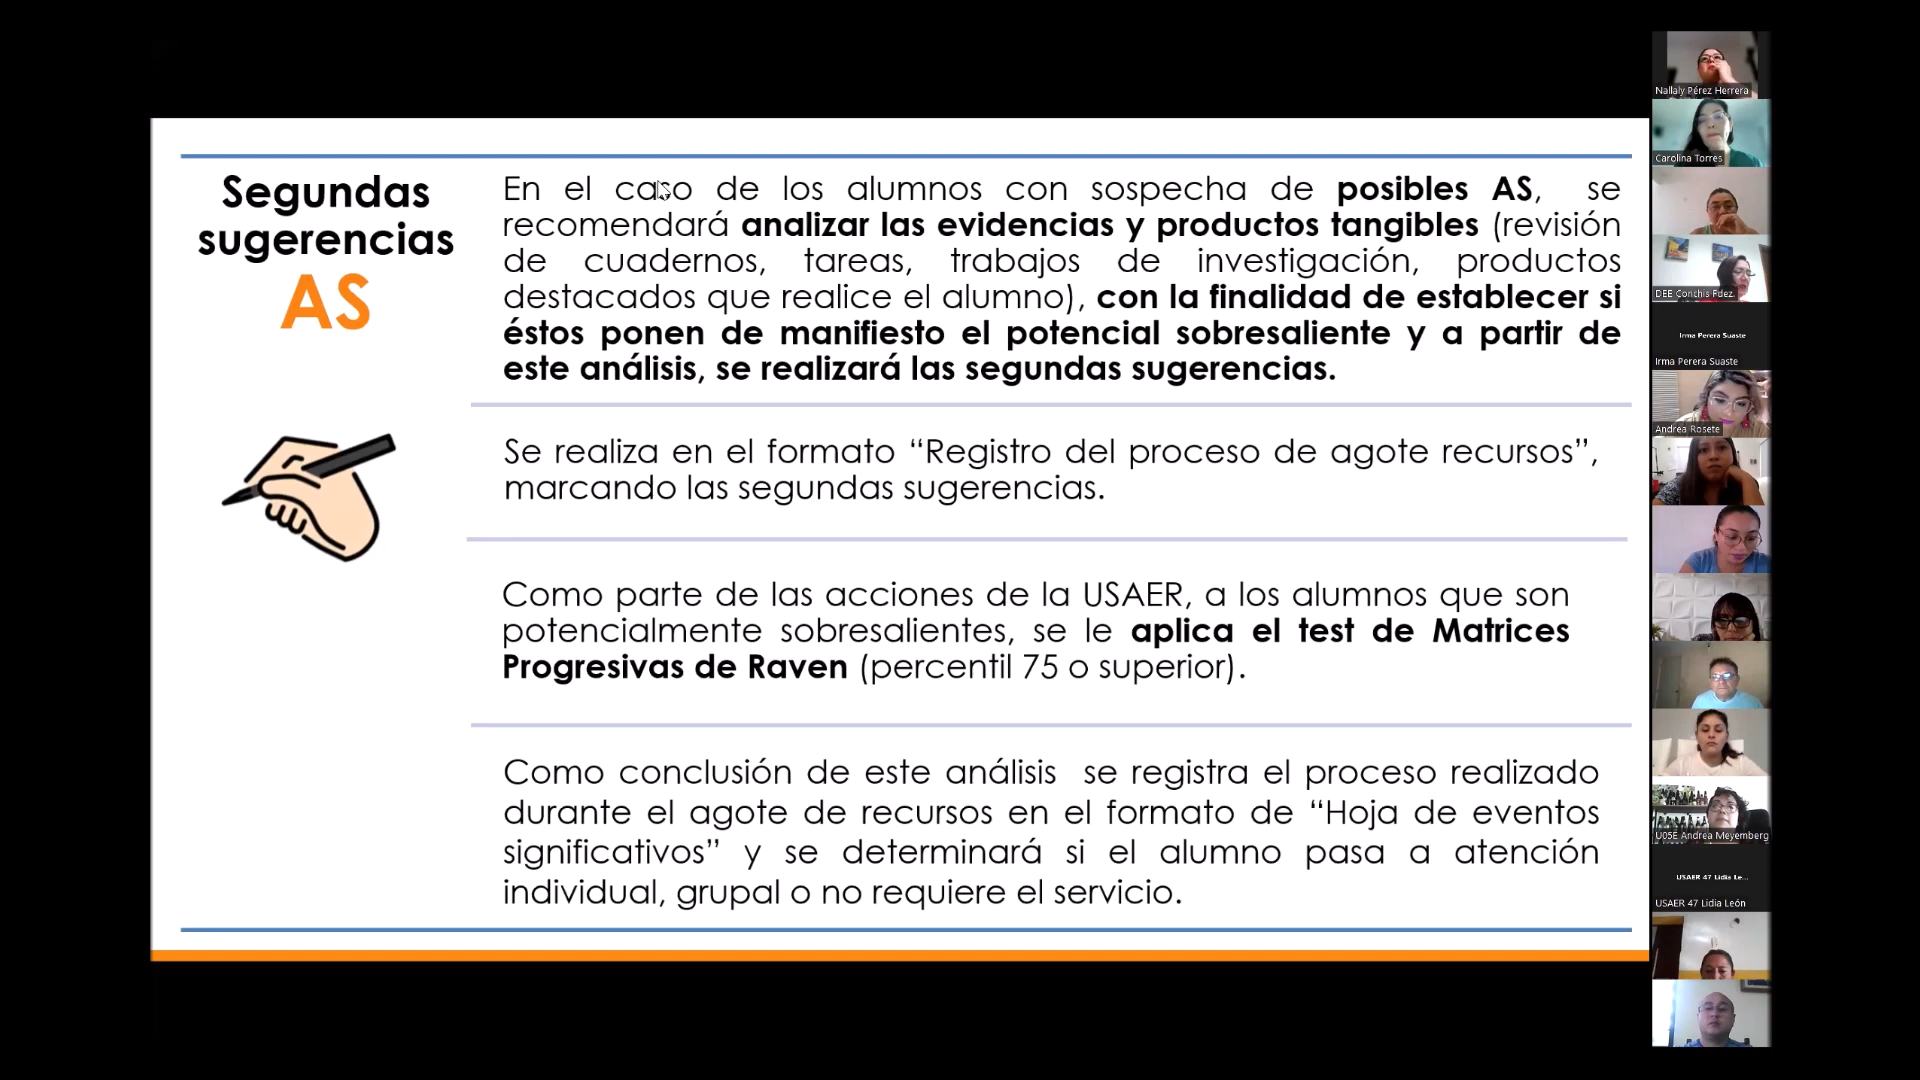 Segundas
sugerencias
AS
En el caso de los alumnos con sospecha de posibles AS, se
recomendará analizar las evidencias y productos tangibles (revisión
de cuadernos, tareas, trabajos de investigación, productos
destacados que realice el alumno), con la finalidad de establecer si
éstos ponen de manifiesto el potencial sobresaliente y a partir de
este análisis, se realizará las segundas sugerencias.
Se realiza en el formato “Registro del proceso de agote recursos”,
marcando las segundas sugerencias.
Como parte de las acciones de la USAER, a los alumnos que son
potencialmente sobresalientes, se le aplica el test de Matrices
Progresivas de Raven (percentil 75 o superior).
Como conclusión de este análisis se registra el proceso realizado
durante el agote de recursos en el formato de “Hoja de eventos
significativos” y se determinará si el alumno pasa a atención
individual, grupal o no requiere el servicio.
Nallaly Pérez Herrera
Carolina Torres
DEE Conchis Fdez.
Irma Perera Suaste
Irma Perera Suaste
Andrea Rosete
U05E Andrea Meyemberg
USAER 47 Lidia Le...
USAER 47 Lidia León